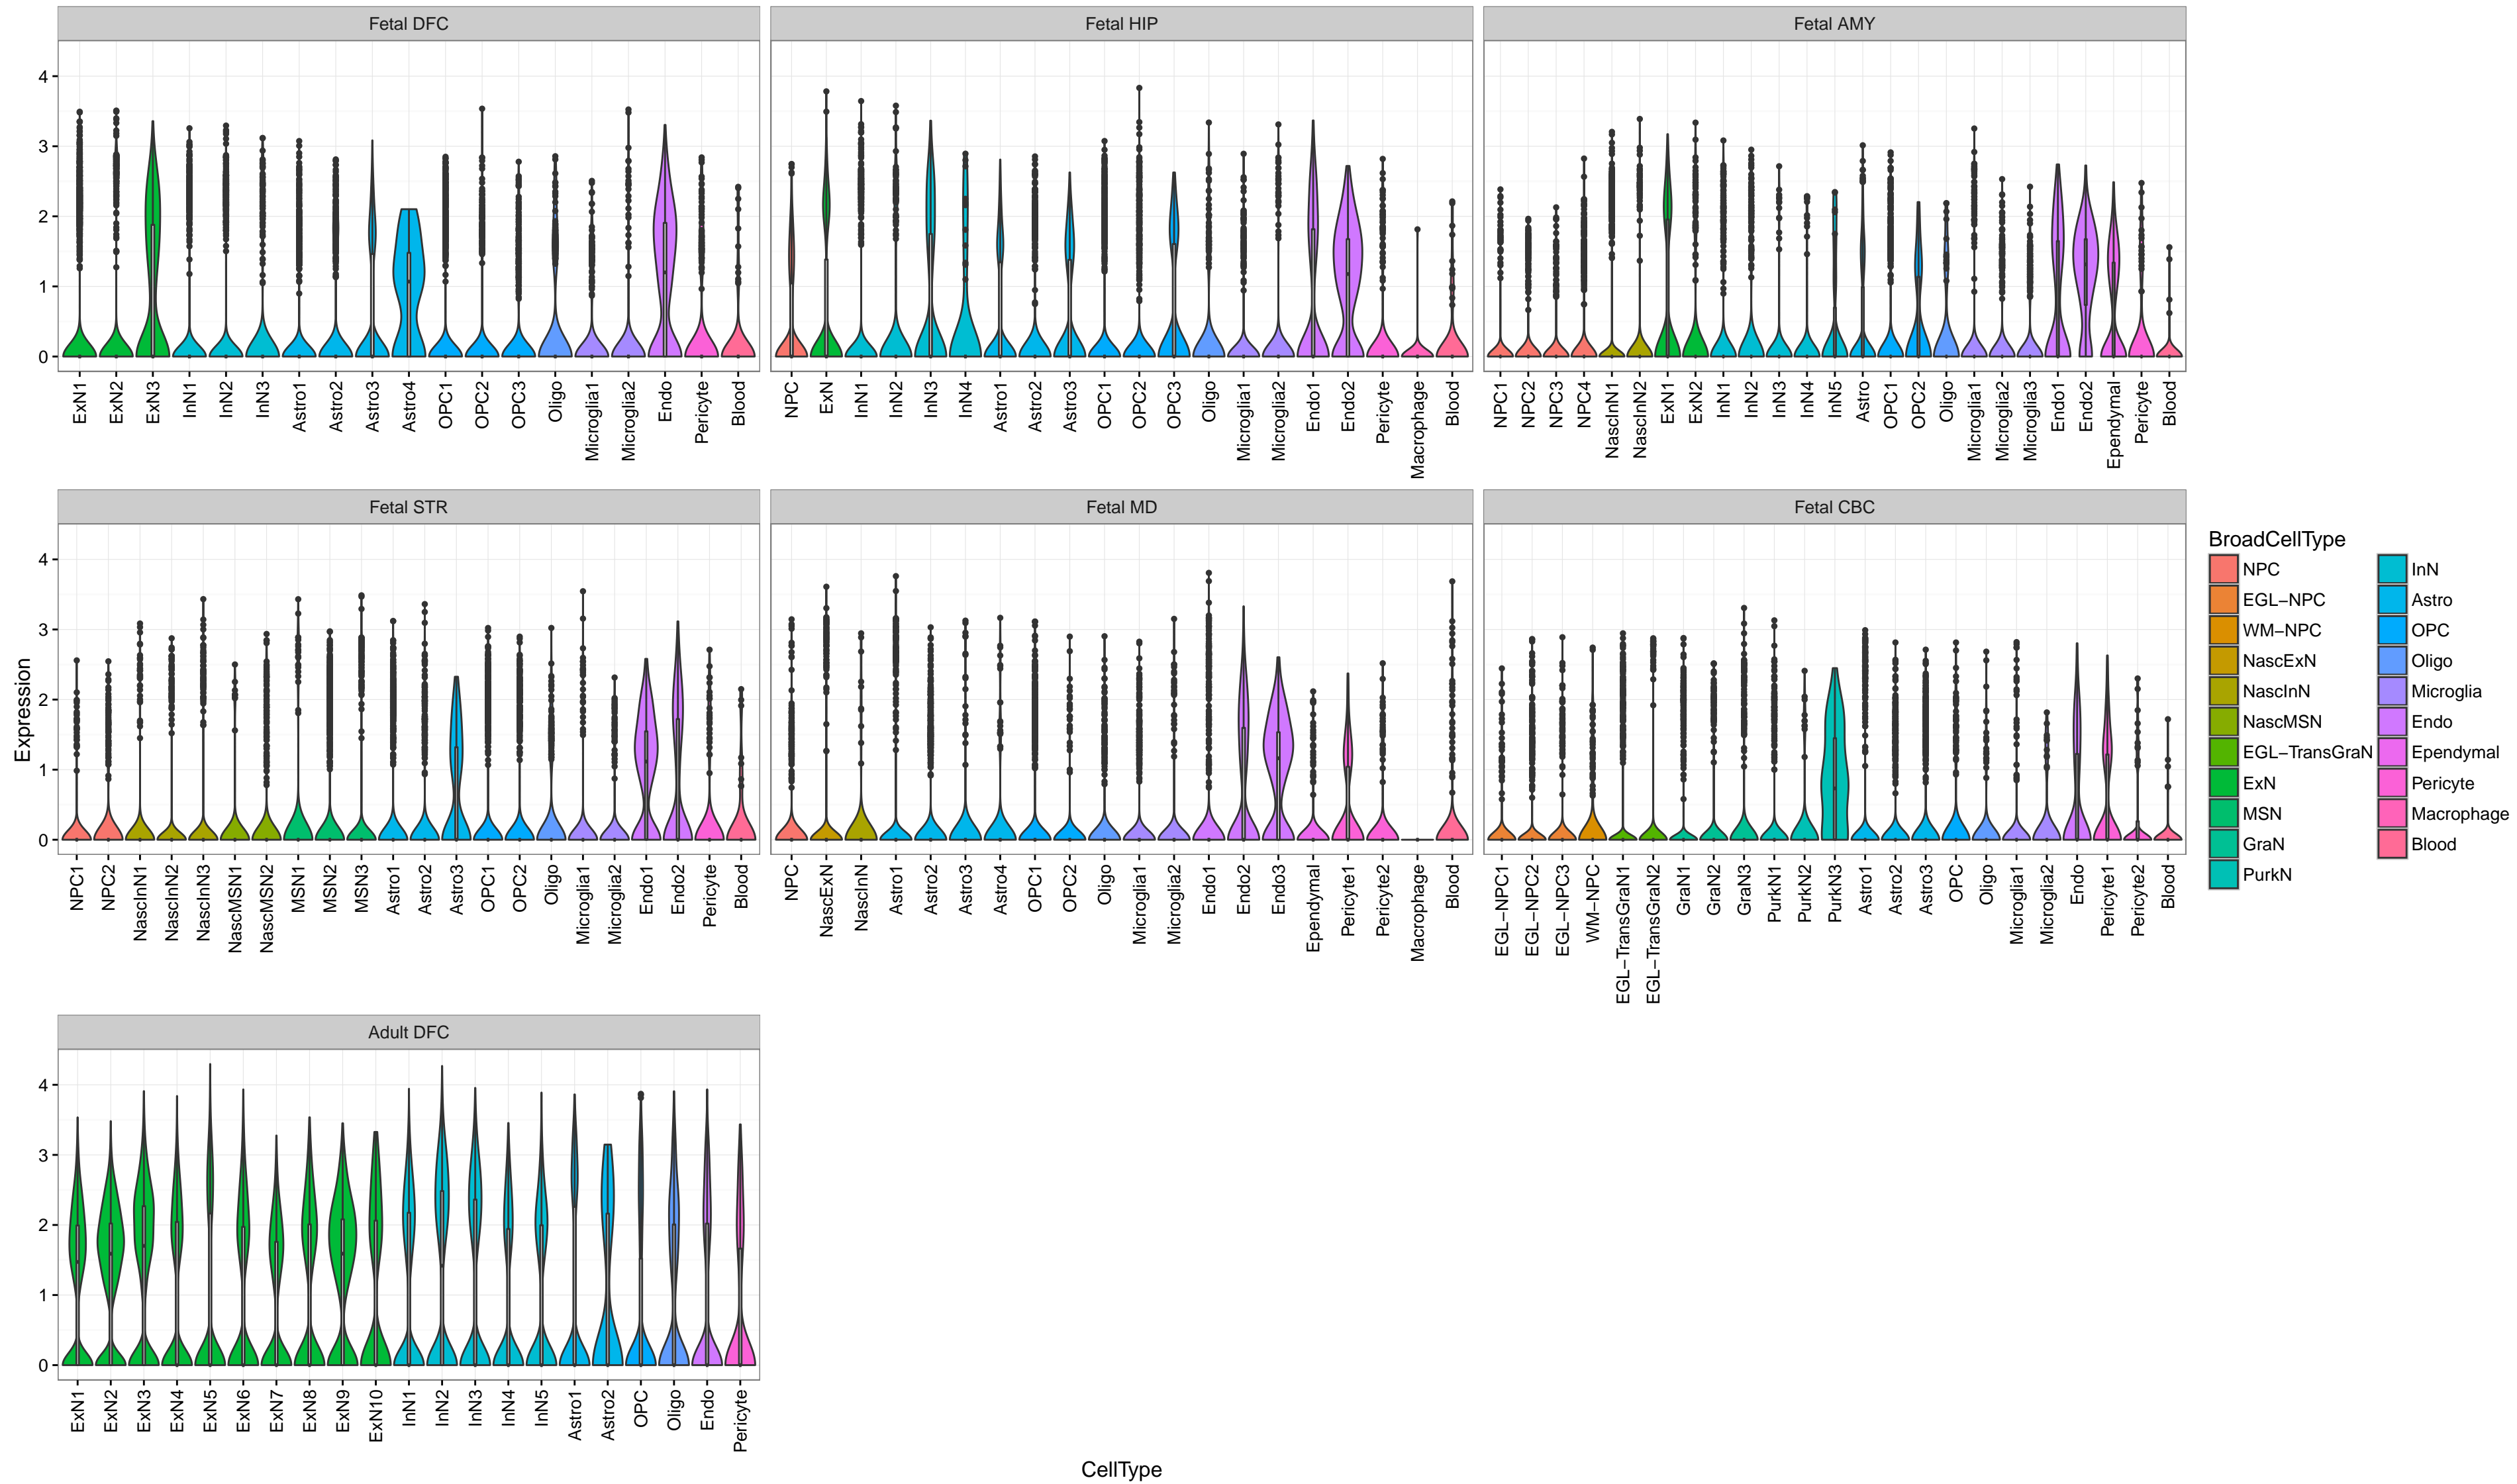 Fetal DFC Fetal HIP Fetal AMY
4
3
2
1
0
ExN1 ExN2 ExN3 InN1 InN2 InN3 Astro1 Astro2 Astro3 Astro4 OPC1 OPC2 OPC3 Oligo Microglia1 Microglia2 Endo Pericyte Blood
NPC ExN InN1 InN2 InN3 InN4 Astro1 Astro2 Astro3 OPC1 OPC2 OPC3 Oligo Microglia1 Microglia2 Endo1 Endo2 Pericyte Macrophage Blood
NPC1 NPC2 NPC3 NPC4 NascInN1 NascInN2 ExN1 ExN2 InN1 InN2 InN3 InN4 InN5 Astro OPC1 OPC2 Oligo Microglia1 Microglia2 Microglia3 Endo1 Endo2 Ependymal Pericyte Blood
Fetal STR Fetal MD Fetal CBC
4
3
2
1
0
NPC1 NPC2 NascInN1 NascInN2 NascInN3 NascMSN1 NascMSN2 MSN1 MSN2 MSN3 Astro1 Astro2 Astro3 OPC1 OPC2 Oligo Microglia1 Microglia2 Endo1 Endo2 Pericyte Blood
NPC NascExN NascInN Astro1 Astro2 Astro3 Astro4 OPC1 OPC2 Oligo Microglia1 Microglia2 Endo1 Endo2 Endo3 Ependymal Pericyte1 Pericyte2 Macrophage Blood
EGL−NPC1 EGL−NPC2 EGL−NPC3 WM−NPC EGL−TransGraN1 EGL−TransGraN2 GraN1 GraN2 GraN3 PurkN1 PurkN2 PurkN3 Astro1 Astro2 Astro3 OPC Oligo Microglia1 Microglia2 Endo Pericyte1 Pericyte2 Blood
Adult DFC
4
3
2
1
0
ExN1 ExN2 ExN3 ExN4 ExN5 ExN6 ExN7 ExN8 ExN9 ExN10 InN1 InN2 InN3 InN4 InN5 Astro1 Astro2 OPC Oligo Endo Pericyte
Expression
CellType
BroadCellType
NPC
EGL−NPC
WM−NPC
NascExN
NascInN
NascMSN
EGL−TransGraN
ExN
MSN
GraN
PurkN
InN
Astro
OPC
Oligo
Microglia
Endo
Ependymal
Pericyte
Macrophage
Blood